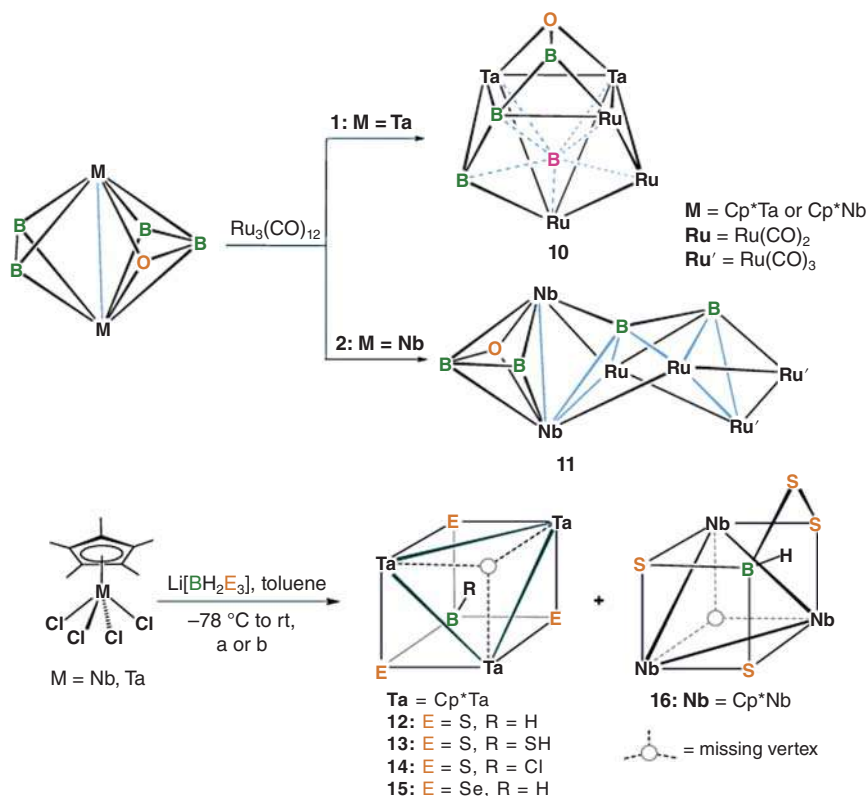 O
B
Ta Ta
1: M = Ta
B Ru
M
B
B B
B B Ru
O
B
Ru₃(CO)₁₂
Ru
M = Cp*Ta or Cp*Nb
Ru = Ru(CO)₂
Ru′ = Ru(CO)₃
10
M
Nb B B
2: M = Nb
O
B B Ru Ru Ru′
Nb Ru′
11
S
E Ta Nb S
Ta
R
S B H
M
Li[BH₂E₃], toluene
–78 °C to rt,
a or b
Cl Cl Cl Cl
B E
+
Nb
E Ta
Nb S
M = Nb, Ta
Ta = Cp*Ta
12: E = S, R = H
13: E = S, R = SH
14: E = S, R = Cl
15: E = Se, R = H
16: Nb = Cp*Nb
= missing vertex